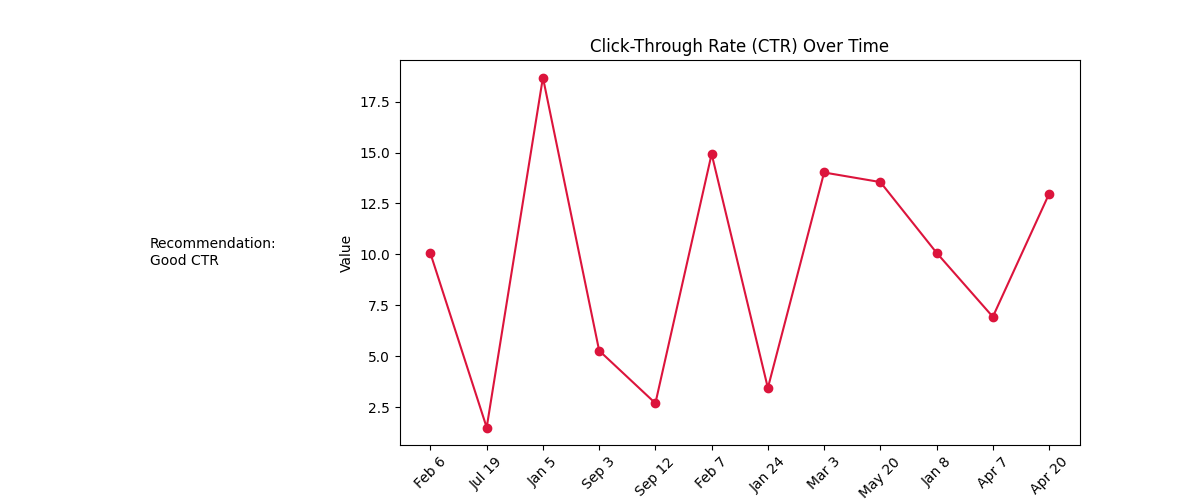 Click-Through Rate (CTR) Over Time
Recommendation:
Good CTR
Value
17.5
15.0
12.5
10.0
7.5
5.0
2.5
Feb 6
Jul 19
Jan 5
Sep 3
Sep 12
Feb 7
Jan 24
Mar 3
May 20
Jan 8
Apr 7
Apr 20